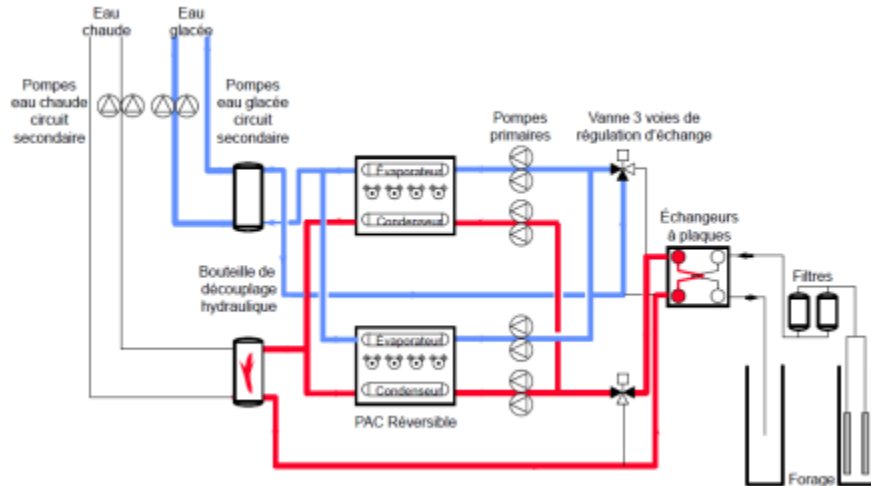 Eau
chaude
Eau
glacée
Pompes
eau chaude
circuit
secondaire
Pompes
eau glacée
circuit
secondaire
Pompes
primaires
Vanne 3 voies de
régulation d'échange
Évaporateur
Condenseur
Échangeurs
à plaques
Filtres
Bouteille de
découplage
hydraulique
Évaporateur
Condenseur
PAC Réversible
Forage